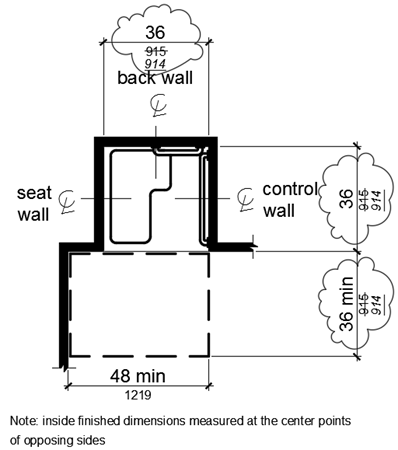 36
915
914
back wall
℄
seat
wall
℄
℄
control
wall
36
915
914
36 min
915
914
48 min
1219
Note: inside finished dimensions measured at the center points
of opposing sides